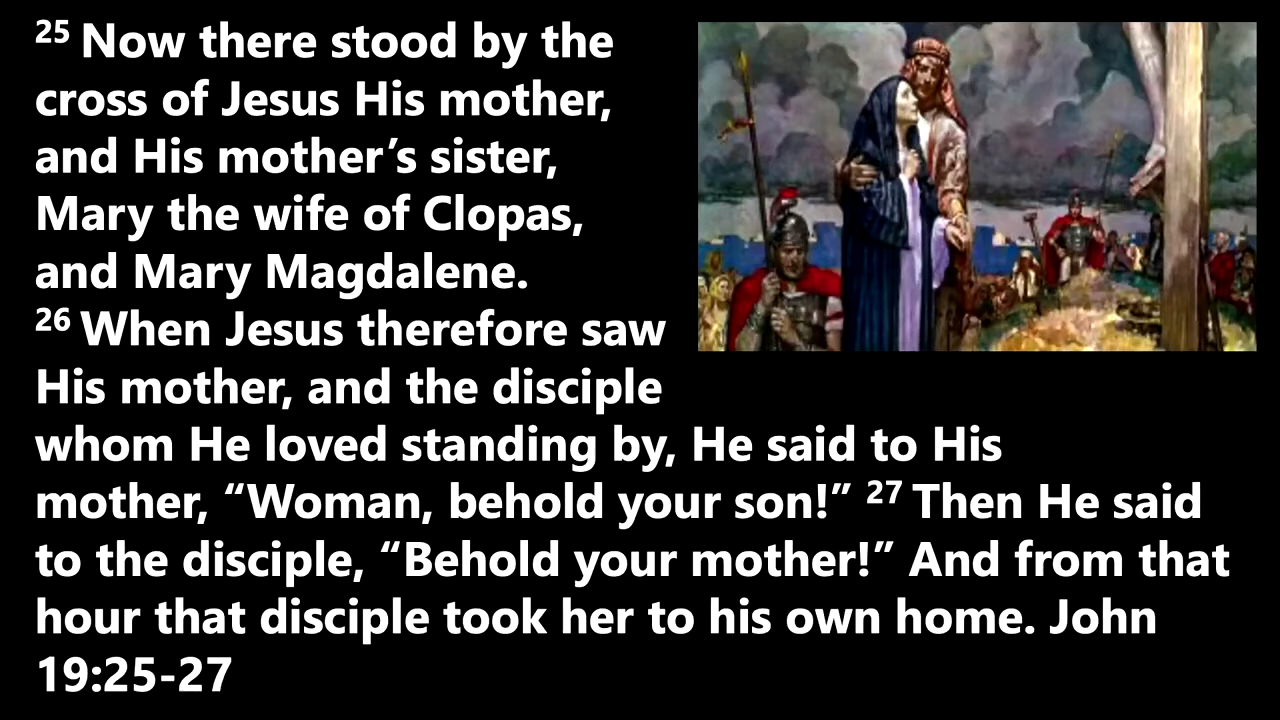 25 Now there stood by the
cross of Jesus His mother,
and His mother’s sister,
Mary the wife of Clopas,
and Mary Magdalene.
26 When Jesus therefore saw
His mother, and the disciple
whom He loved standing by, He said to His
mother, “Woman, behold your son!” 27 Then He said
to the disciple, “Behold your mother!” And from that
hour that disciple took her to his own home. John
19:25-27